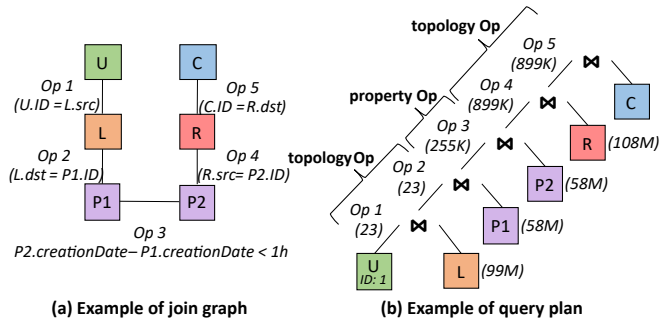 U
C
Op 1
(U.ID = L.src)
Op 5
(C.ID = R.dst)
L
R
Op 2
(L.dst = P1.ID)
Op 4
(R.src= P2.ID)
P1
P2
Op 3
P2.creationDate– P1.creationDate < 1h
(a) Example of join graph
topology Op
Op 5
(899K)
C
property Op
Op 4
(899K)
R
(108M)
topologyOp
Op 3
(255K)
P2
(58M)
Op 2
(23)
P1
(58M)
Op 1
(23)
U
ID: 1
L
(99M)
(b) Example of query plan